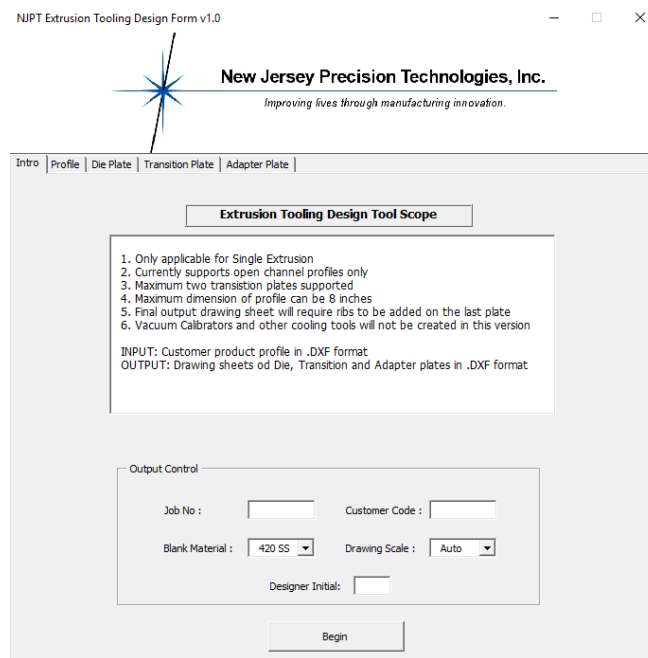 NJPT Extrusion Tooling Design Form v1.0
New Jersey Precision Technologies, Inc.
Improving lives through manufacturing innovation.
Intro Profile Die Plate Transition Plate Adapter Plate
Extrusion Tooling Design Tool Scope
1. Only applicable for Single Extrusion
2. Currently supports open channel profiles only
3. Maximum two transistion plates supported
4. Maximum dimension of profile can be 8 inches
5. Final output drawing sheet will require ribs to be added on the last plate
6. Vacuum Calibrators and other cooling tools will not be created in this version
INPUT: Customer product profile in .DXF format
OUTPUT: Drawing sheets od Die, Transition and Adapter plates in .DXF format
Output Control
Job No : Customer Code :
Blank Material : 420 SS Drawing Scale : Auto
Designer Initial:
Begin